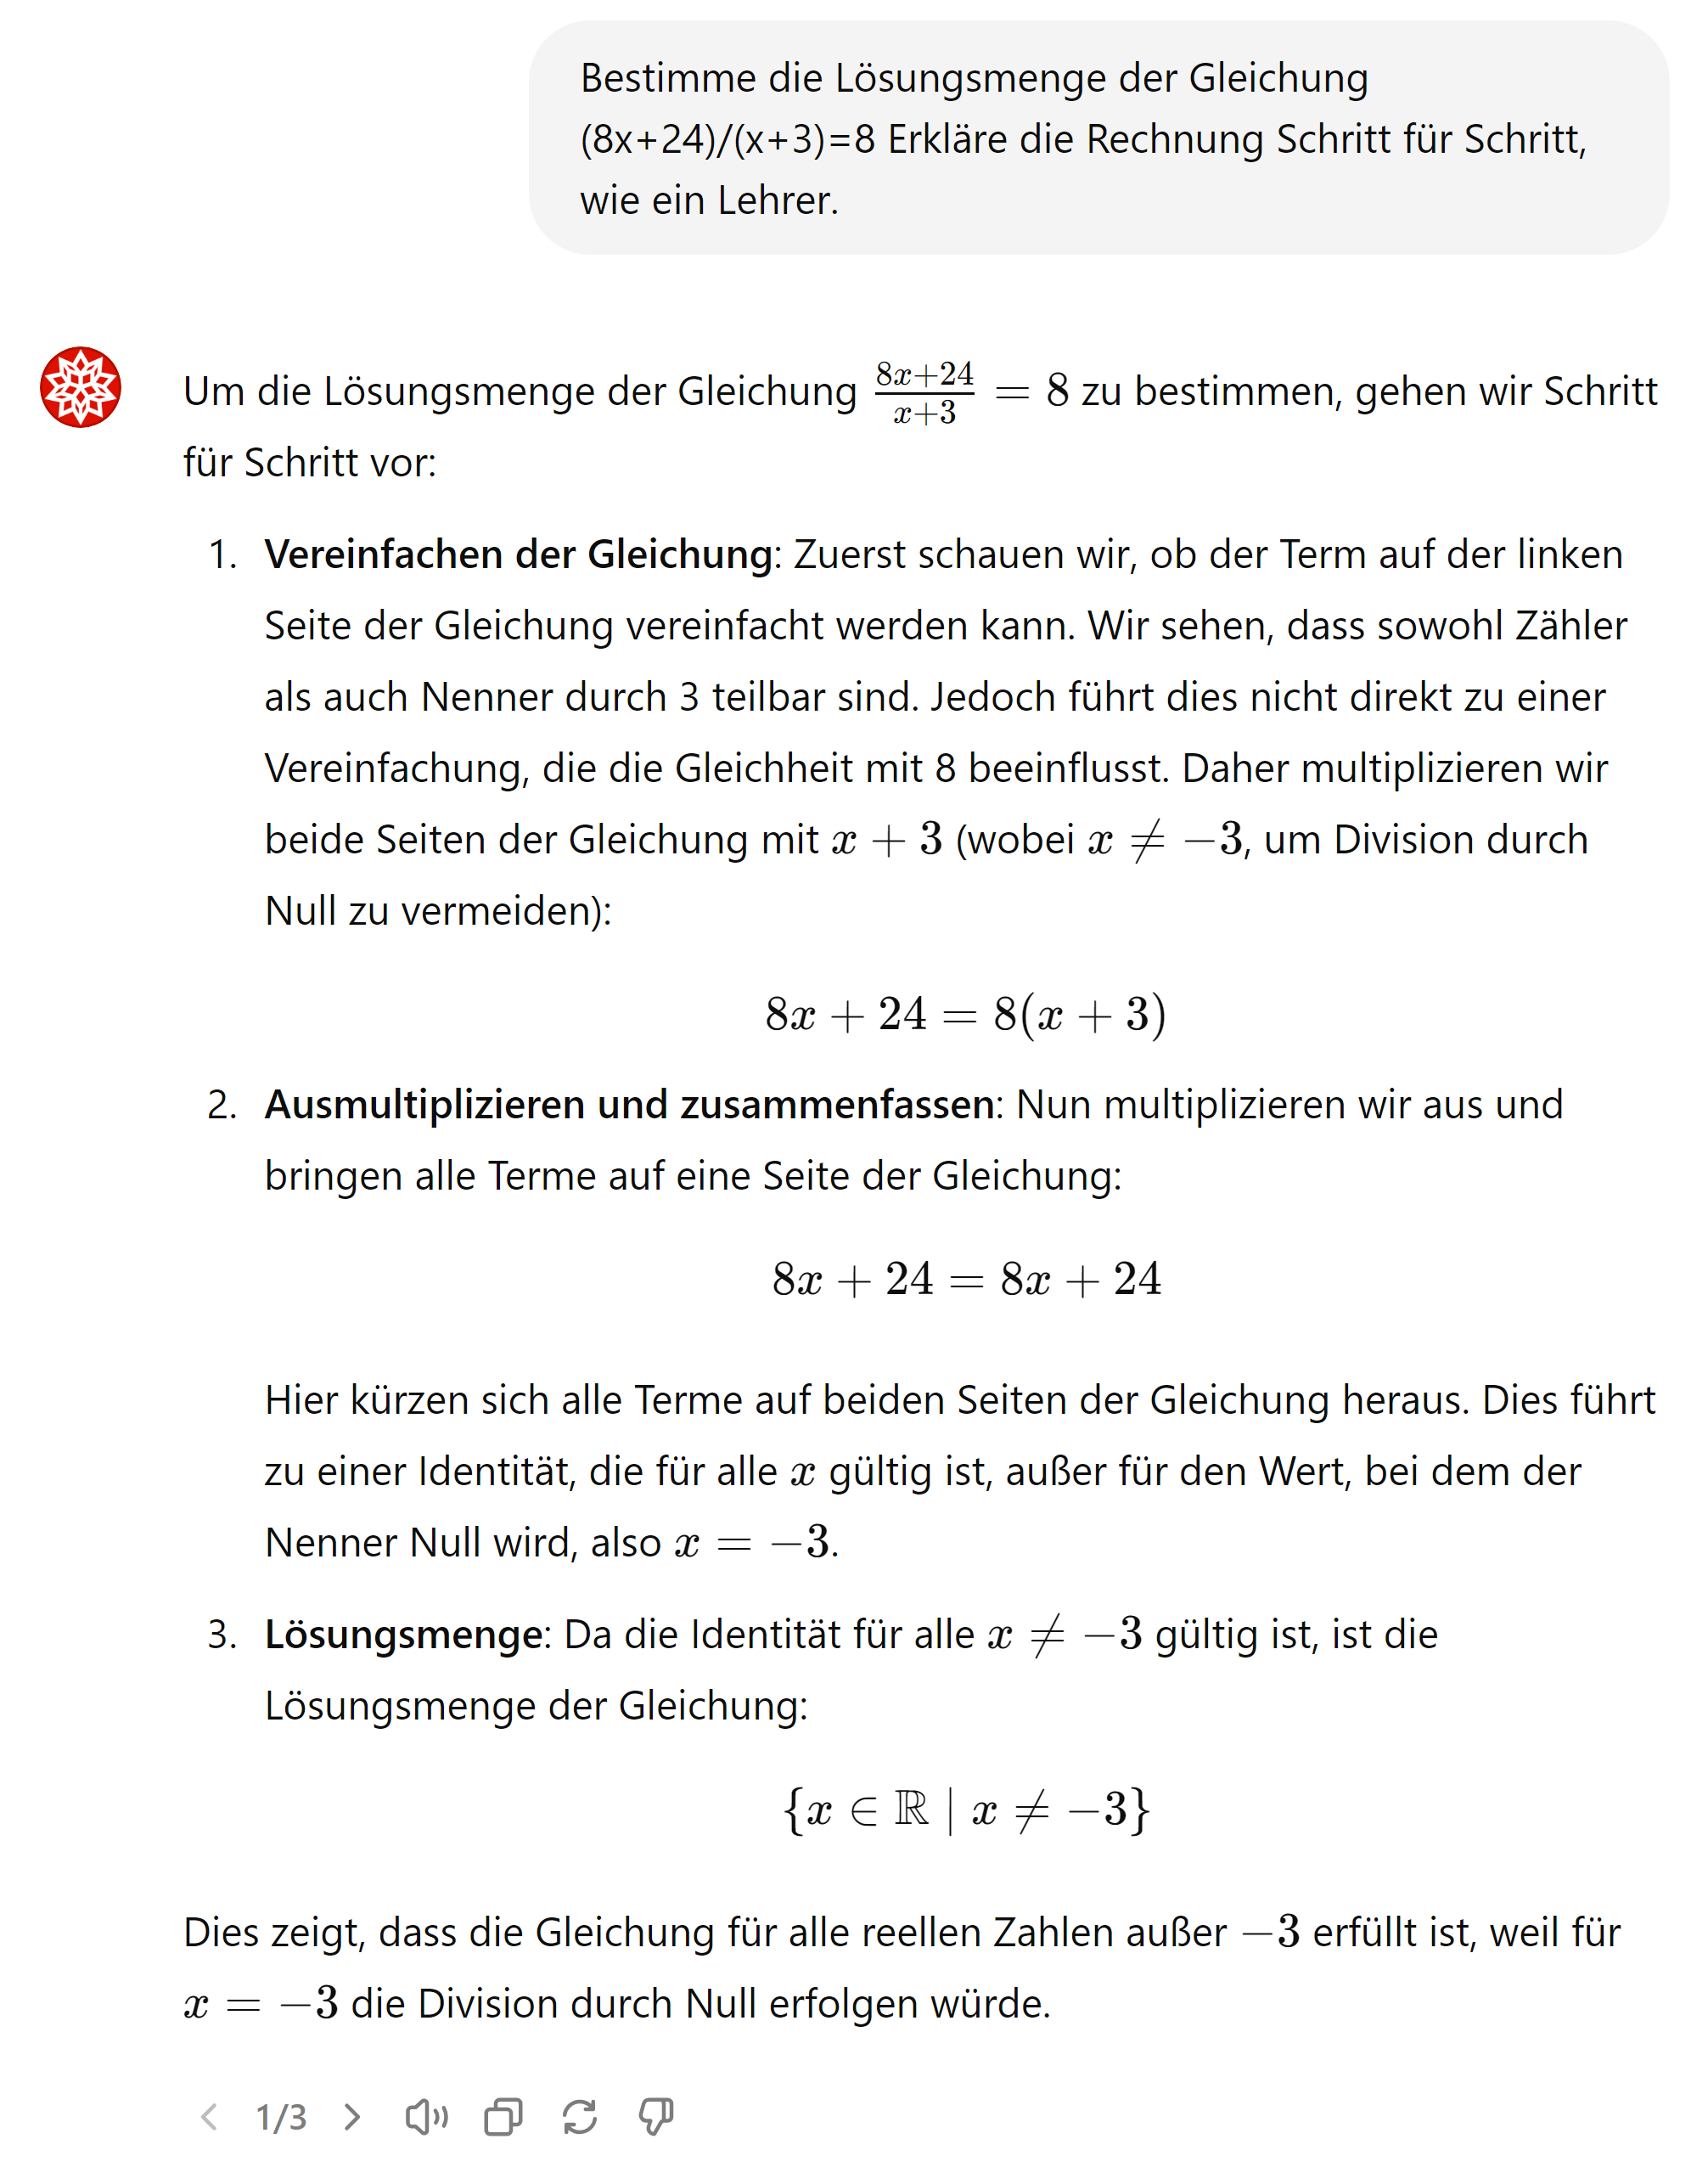 Bestimme die Lösungsmenge der Gleichung
(8x+24)/(x+3)=8 Erkläre die Rechnung Schritt für Schritt,
wie ein Lehrer.
Um die Lösungsmenge der Gleichung \frac{8x+24}{x+3} = 8 zu bestimmen, gehen wir Schritt
für Schritt vor:
1. Vereinfachen der Gleichung: Zuerst schauen wir, ob der Term auf der linken
Seite der Gleichung vereinfacht werden kann. Wir sehen, dass sowohl Zähler
als auch Nenner durch 3 teilbar sind. Jedoch führt dies nicht direkt zu einer
Vereinfachung, die die Gleichheit mit 8 beeinflusst. Daher multiplizieren wir
beide Seiten der Gleichung mit x + 3 (wobei x ≠ −3, um Division durch
Null zu vermeiden):
8x + 24 = 8(x + 3)
2. Ausmultiplizieren und zusammenfassen: Nun multiplizieren wir aus und
bringen alle Terme auf eine Seite der Gleichung:
8x + 24 = 8x + 24
Hier kürzen sich alle Terme auf beiden Seiten der Gleichung heraus. Dies führt
zu einer Identität, die für alle x gültig ist, außer für den Wert, bei dem der
Nenner Null wird, also x = −3.
3. Lösungsmenge: Da die Identität für alle x ≠ −3 gültig ist, ist die
Lösungsmenge der Gleichung:
{x ∈ ℝ | x ≠ −3}
Dies zeigt, dass die Gleichung für alle reellen Zahlen außer −3 erfüllt ist, weil für
x = −3 die Division durch Null erfolgen würde.
1/3